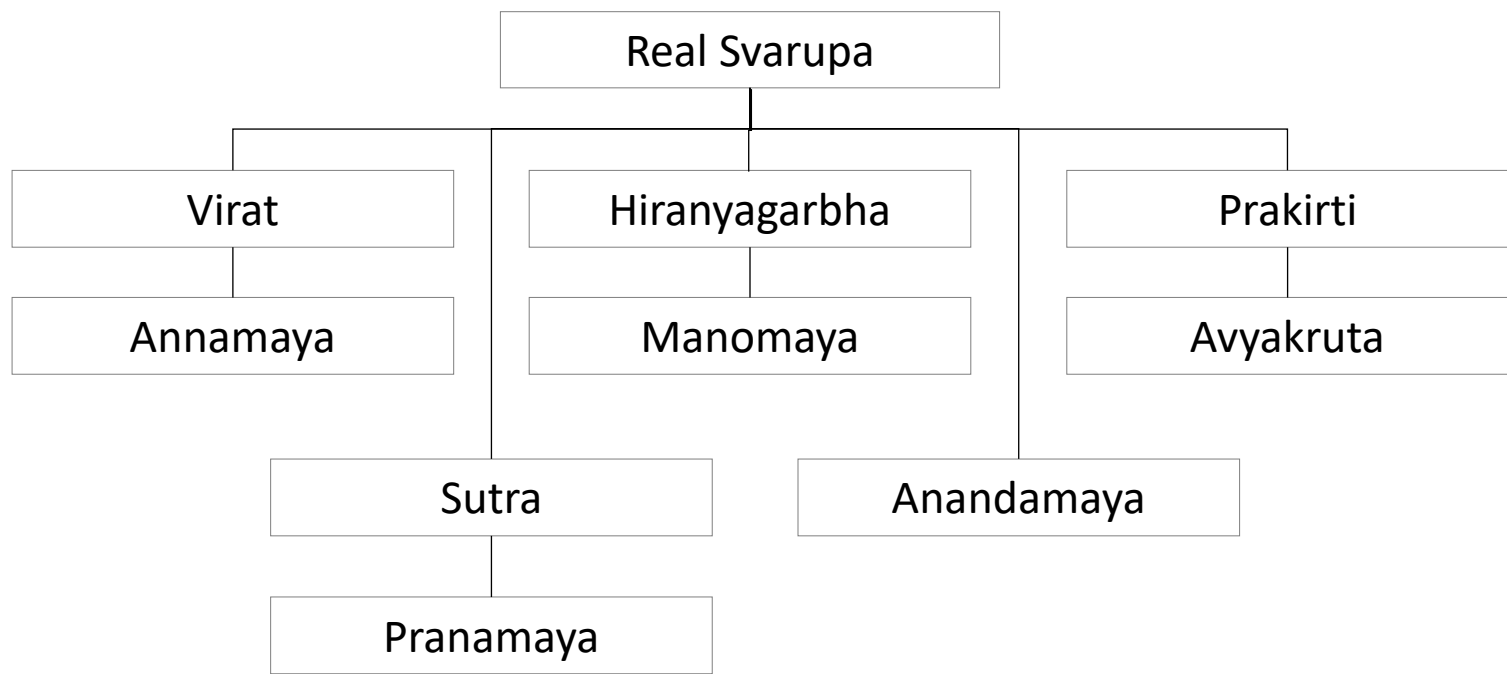 Real Svarupa
Virat
Hiranyagarbha
Prakirti
Annamaya
Manomaya
Avyakruta
Sutra
Anandamaya
Pranamaya